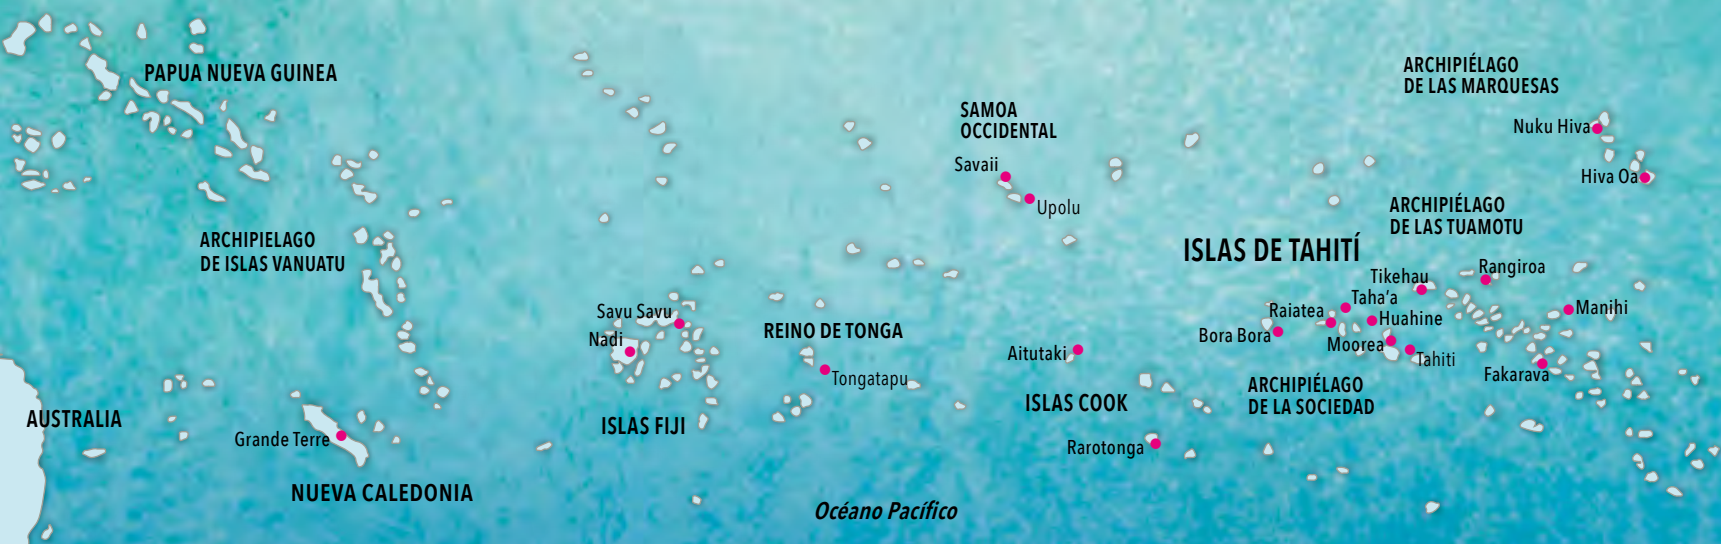 PAPUA NUEVA GUINEA
ARCHIPIELAGO
DE ISLAS VANUATU
AUSTRALIA
Grande Terre
NUEVA CALEDONIA
Savu Savu
Nadi
ISLAS FIJI
REINO DE TONGA
Tongatapu
SAMOA
OCCIDENTAL
Savaii
Upolu
Aitutaki
ISLAS COOK
Rarotonga
Océano Pacífico
ISLAS DE TAHITÍ
Raiatea
Taha'a
Bora Bora
Huahine
Moorea
Tahiti
ARCHIPIÉLAGO
DE LA SOCIEDAD
ARCHIPIÉLAGO
DE LAS MARQUESAS
Nuku Hiva
Hiva Oa
ARCHIPIÉLAGO
DE LAS TUAMOTU
Tikehau
Rangiroa
Manihi
Fakarava